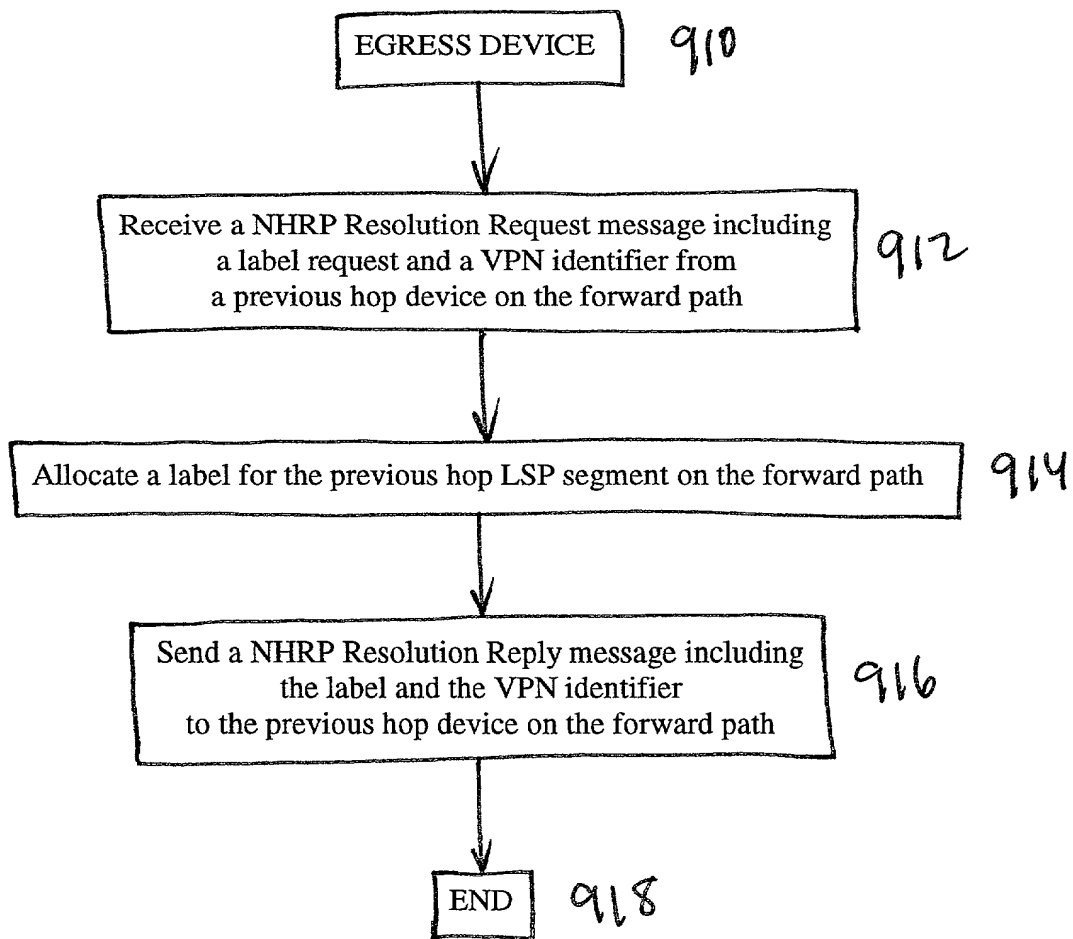 EGRESS DEVICE 910
Receive a NHRP Resolution Request message including
a label request and a VPN identifier from
a previous hop device on the forward path
912
Allocate a label for the previous hop LSP segment on the forward path 914
Send a NHRP Resolution Reply message including
the label and the VPN identifier
to the previous hop device on the forward path
916
END 918